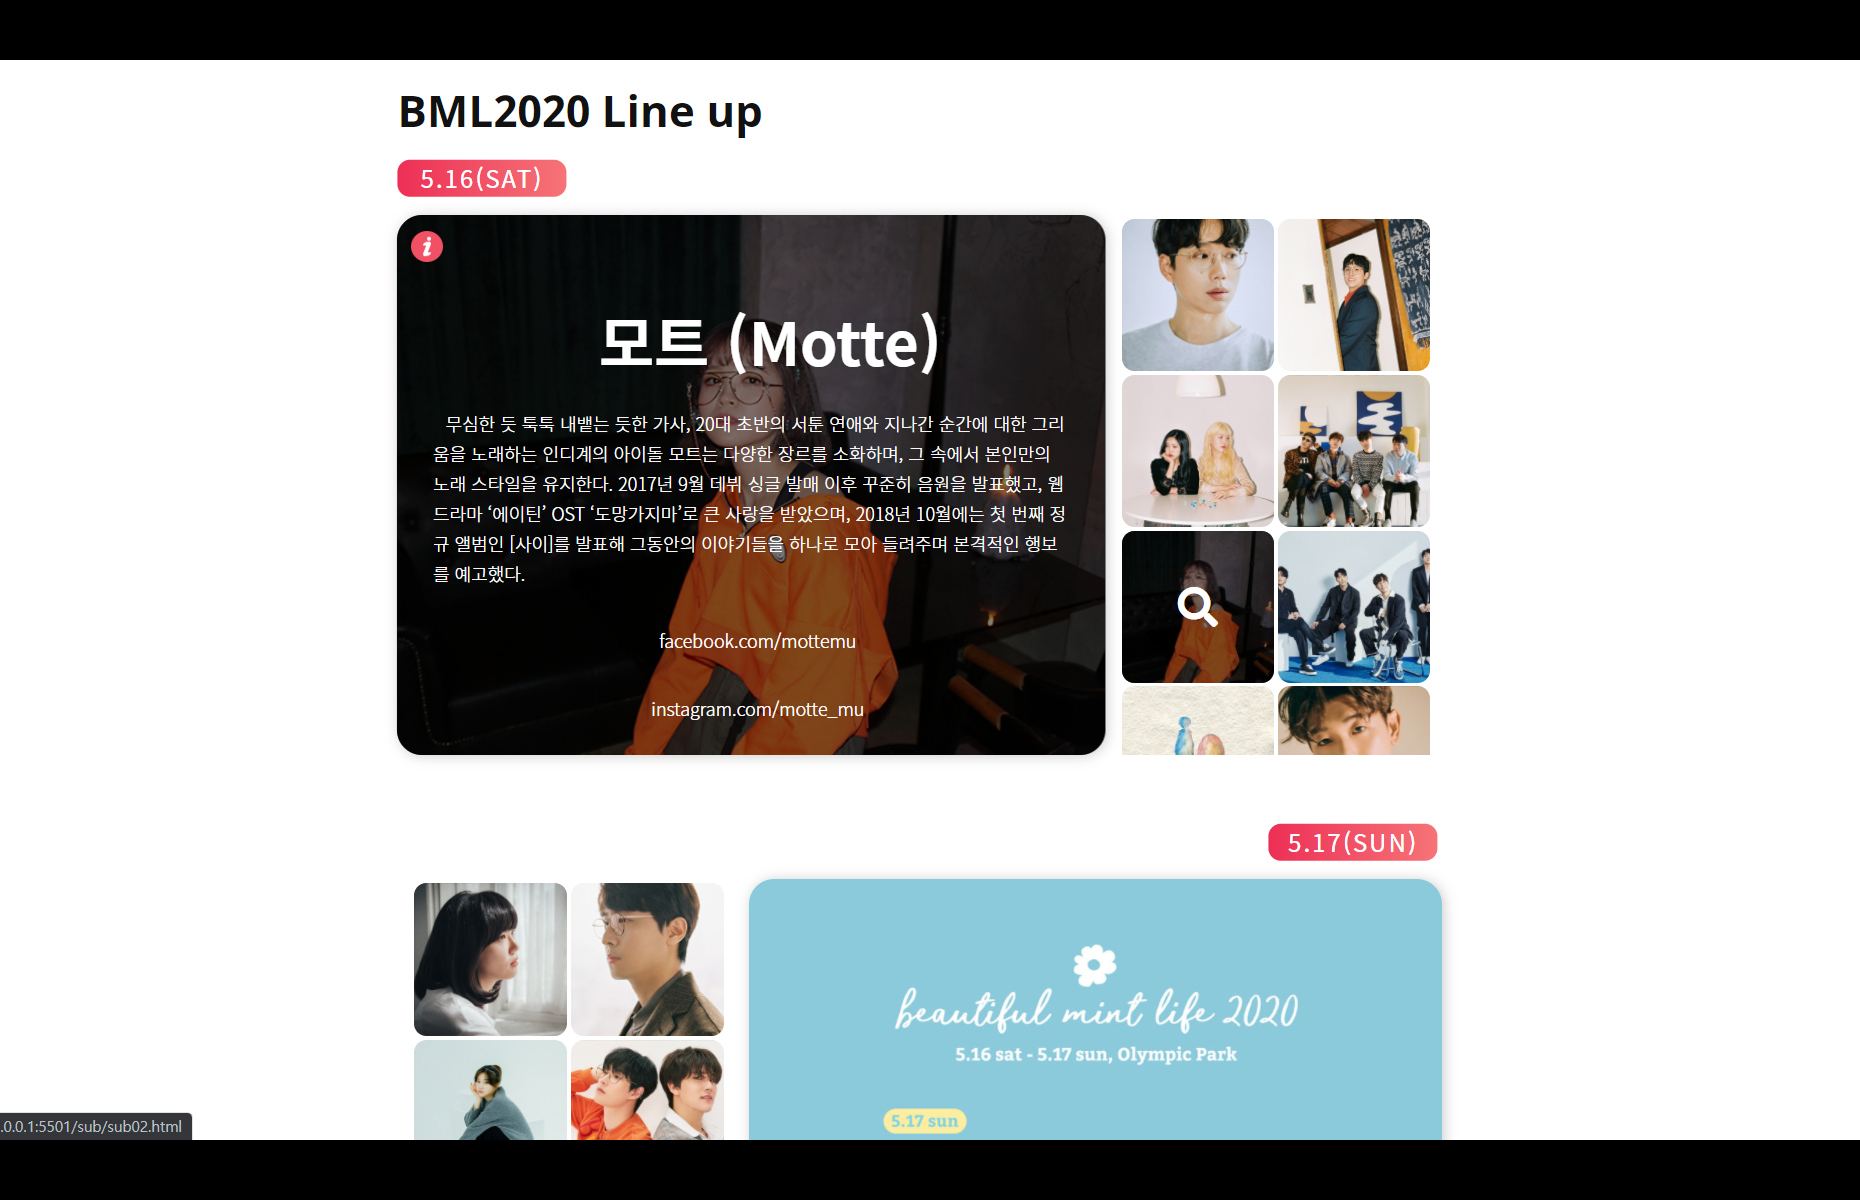 BML2020 Line up
5.16(SAT)
모트 (Motte)
무심한 듯 툭툭 내뱉는 듯한 가사, 20대 초반의 서툰 연애와 지나간 순간에 대한 그리
움을 노래하는 인디계의 아이돌 모트는 다양한 장르를 소화하며, 그 속에서 본인만의
노래 스타일을 유지한다. 2017년 9월 데뷔 싱글 발매 이후 꾸준히 음원을 발표했고, 웹
드라마 ‘에이틴’ OST ‘도망가지마’로 큰 사랑을 받았으며, 2018년 10월에는 첫 번째 정
규 앨범인 [사이]를 발표해 그동안의 이야기들을 하나로 모아 들려주며 본격적인 행보
를 예고했다.
facebook.com/mottemu
instagram.com/motte_mu
5.17(SUN)
beautiful mint life 2020
5.16 sat - 5.17 sun, Olympic Park
5.17 sun
.0.0.1:5501/sub/sub02.html